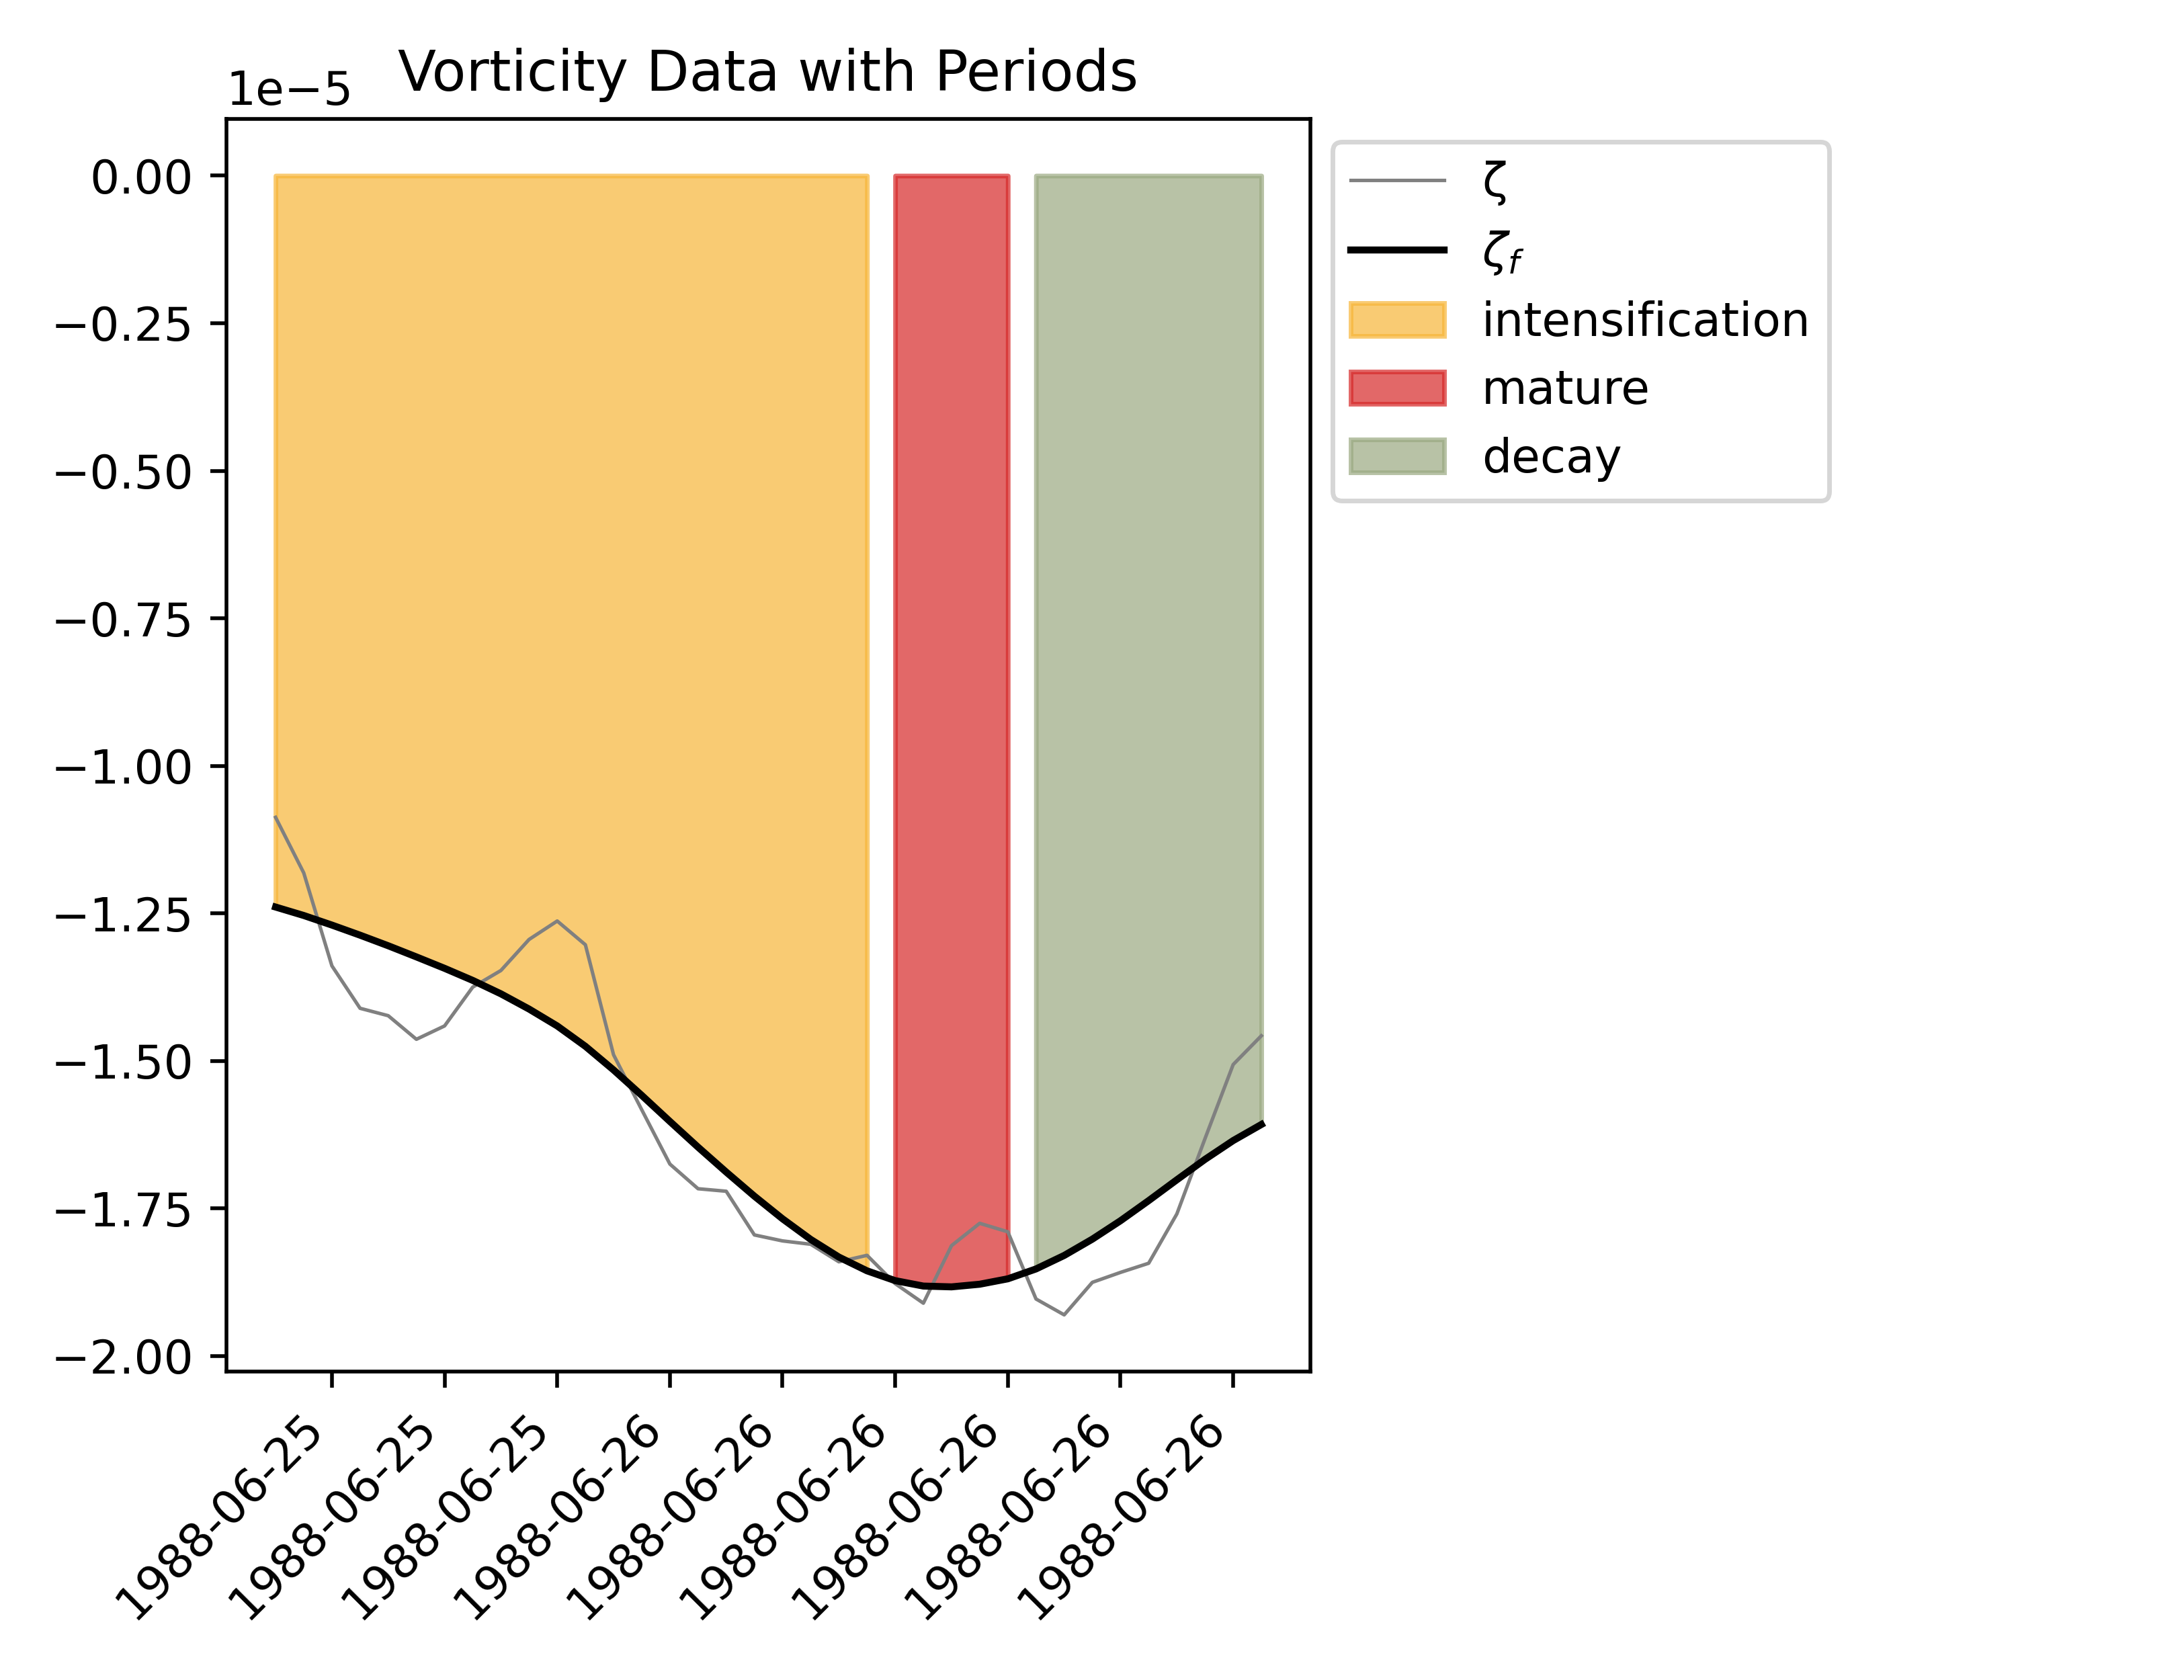 Vorticity Data with Periods
1e−5
0.00
−0.25
−0.50
−0.75
−1.00
−1.25
−1.50
−1.75
−2.00
1988-06-25
1988-06-25
1988-06-25
1988-06-26
1988-06-26
1988-06-26
1988-06-26
1988-06-26
1988-06-26
ζ
ζf
intensification
mature
decay